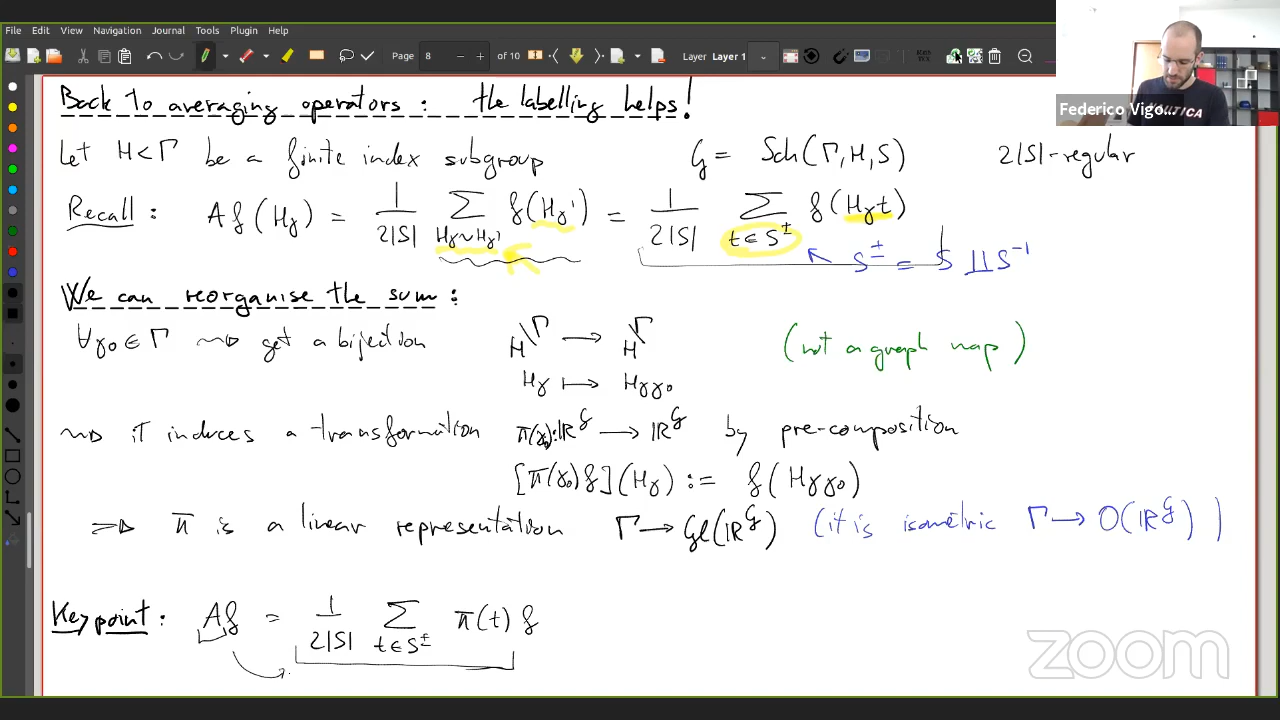 File Edit View Navigation Journal Tools Plugin Help
Page 8 of 10 Layer Layer 1
Federico Vigo...
NAUTICA
Back to averaging operators : the labelling helps!
Let H < Γ be a finite index subgroup G = Sch(Γ, H, S) 2|S|-regular
Recall : Af(Hγ) = 1/2|S| Σ_{Hγ~Hγ'} f(Hγ') = 1/2|S| Σ_{t∈S^±} f(Hγt)
S^± = S ⨿ S^{-1}
We can reorganise the sum :
∀γ₀ ∈ Γ ⇝ get a bijection H\Γ → H\Γ (not a graph map)
Hγ ↦ Hγγ₀
⇝ it induces a transformation π(γ₀): ℝ^G → ℝ^G by pre-composition
[π(γ₀)f](Hγ) := f(Hγγ₀)
⇒ π is a linear representation Γ → Gl(ℝ^G) (it is isometric Γ → O(ℝ^G))
Key point : Af = 1/2|S| Σ_{t∈S^±} π(t) f
zoom